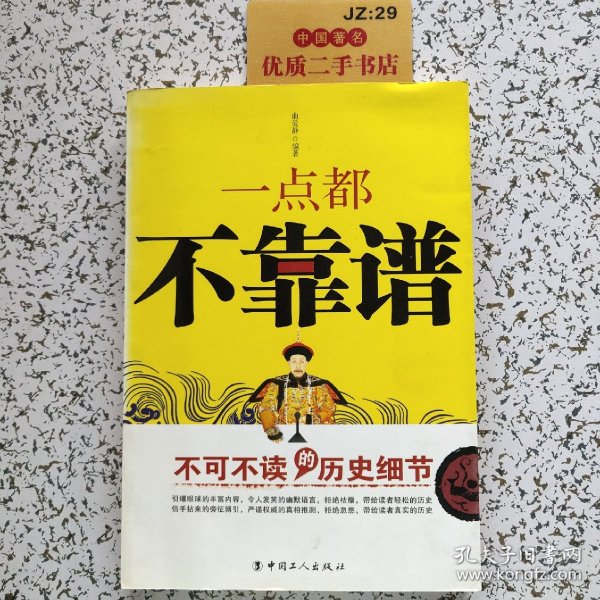 JZ:29
中国著名
优质二手书店
曲爱静◎编著
一点都
不靠谱
不可不读的历史细节
引爆眼球的丰富内容,令人发笑的幽默语言,拒绝枯燥,带给读者轻松的历史
信手拈来的旁征博引,严谨权威的真相推测,拒绝忽悠,带给读者真实的历史
中国工人出版社
孔夫子旧书网
www.kongfz.com